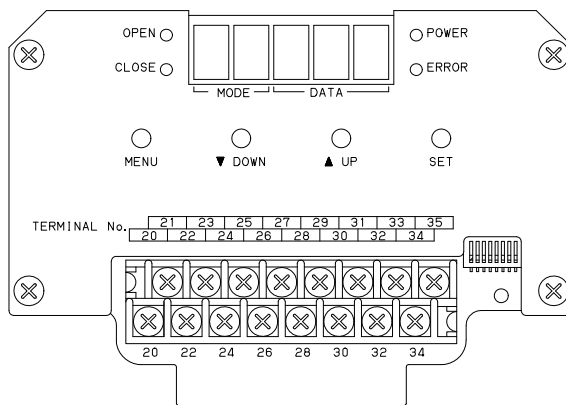 OPEN POWER
CLOSE ERROR
MODE DATA
MENU ▼ DOWN ▲ UP SET
21 23 25 27 29 31 33 35
TERMINAL No.
20 22 24 26 28 30 32 34
20 22 24 26 28 30 32 34